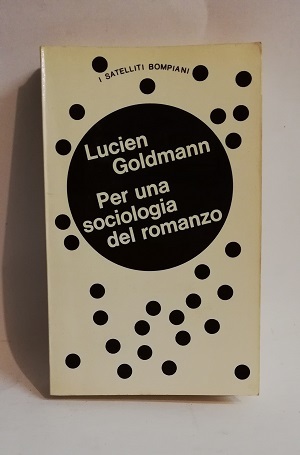 I SATELLITI BOMPIANI
Lucien
Goldmann
Per una
sociologia
del romanzo